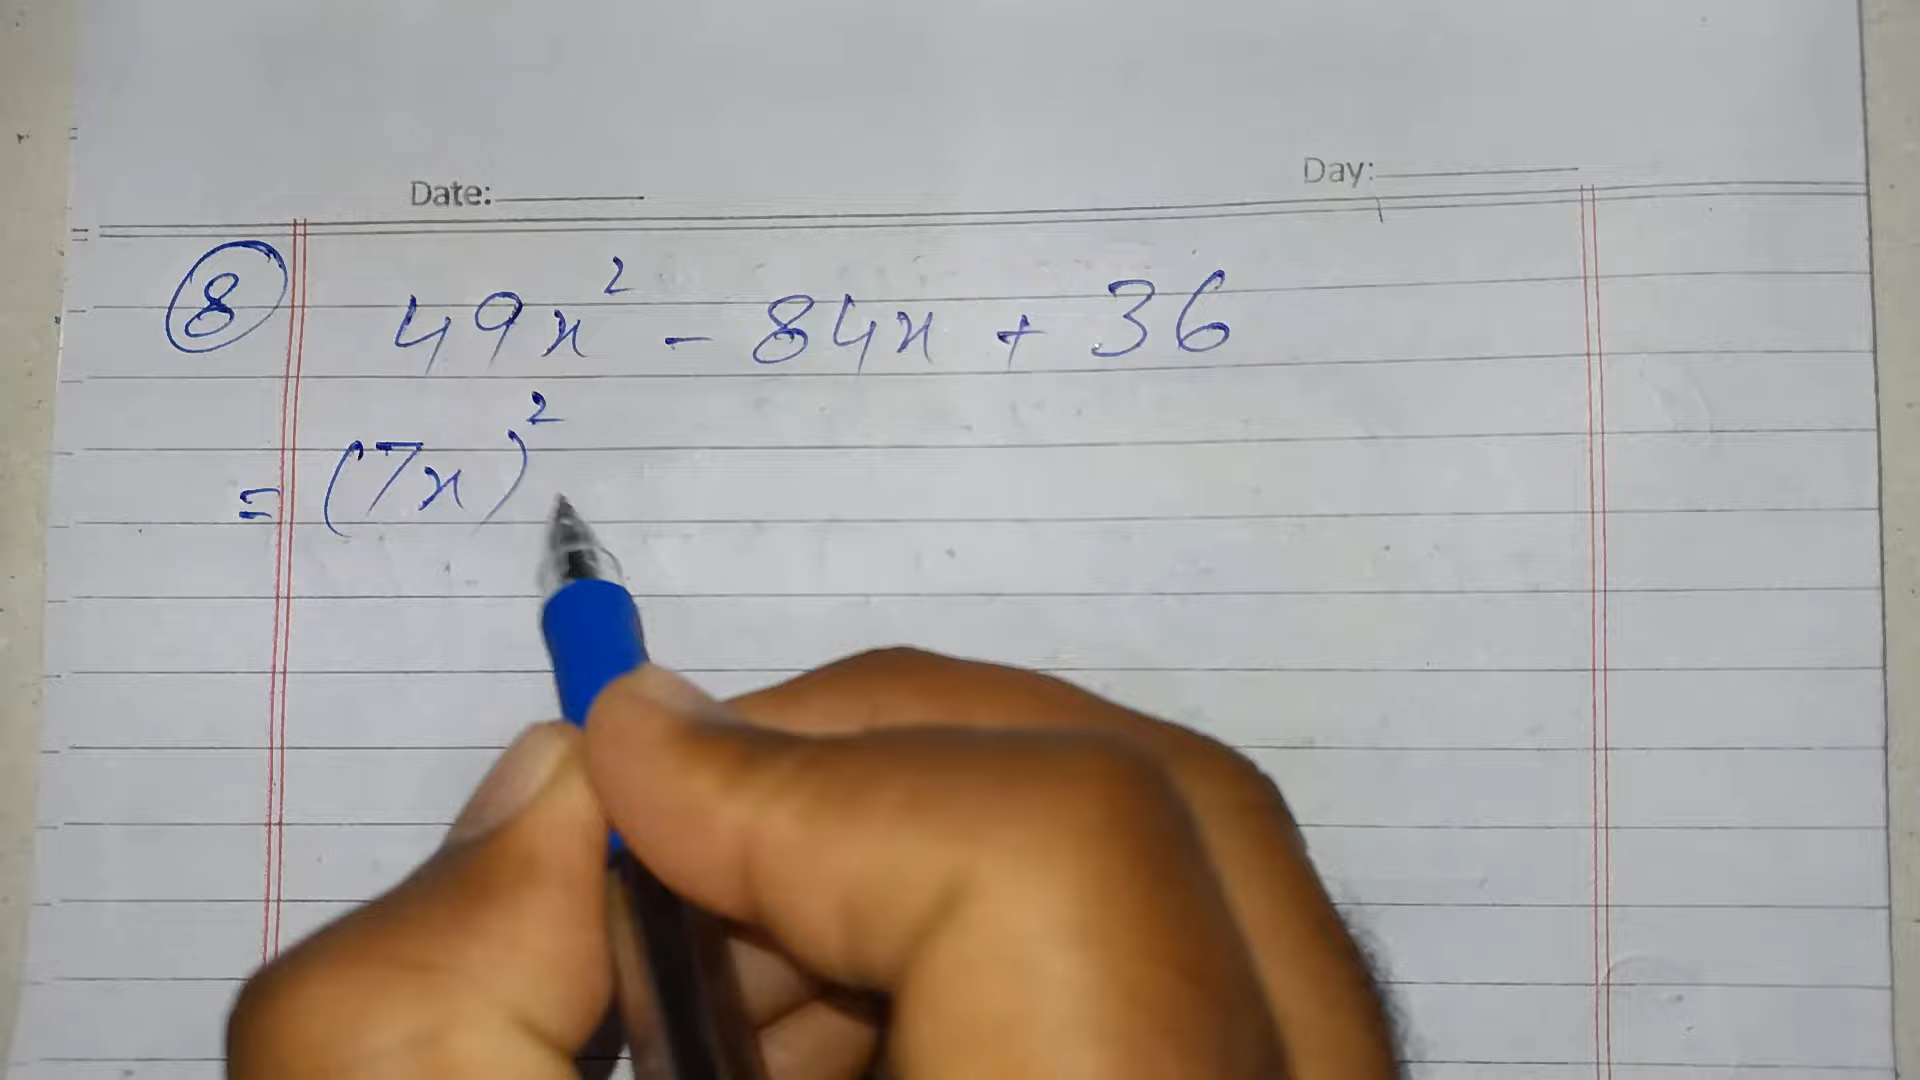 Date: Day:
8 49x² - 84x + 36
= (7x)²